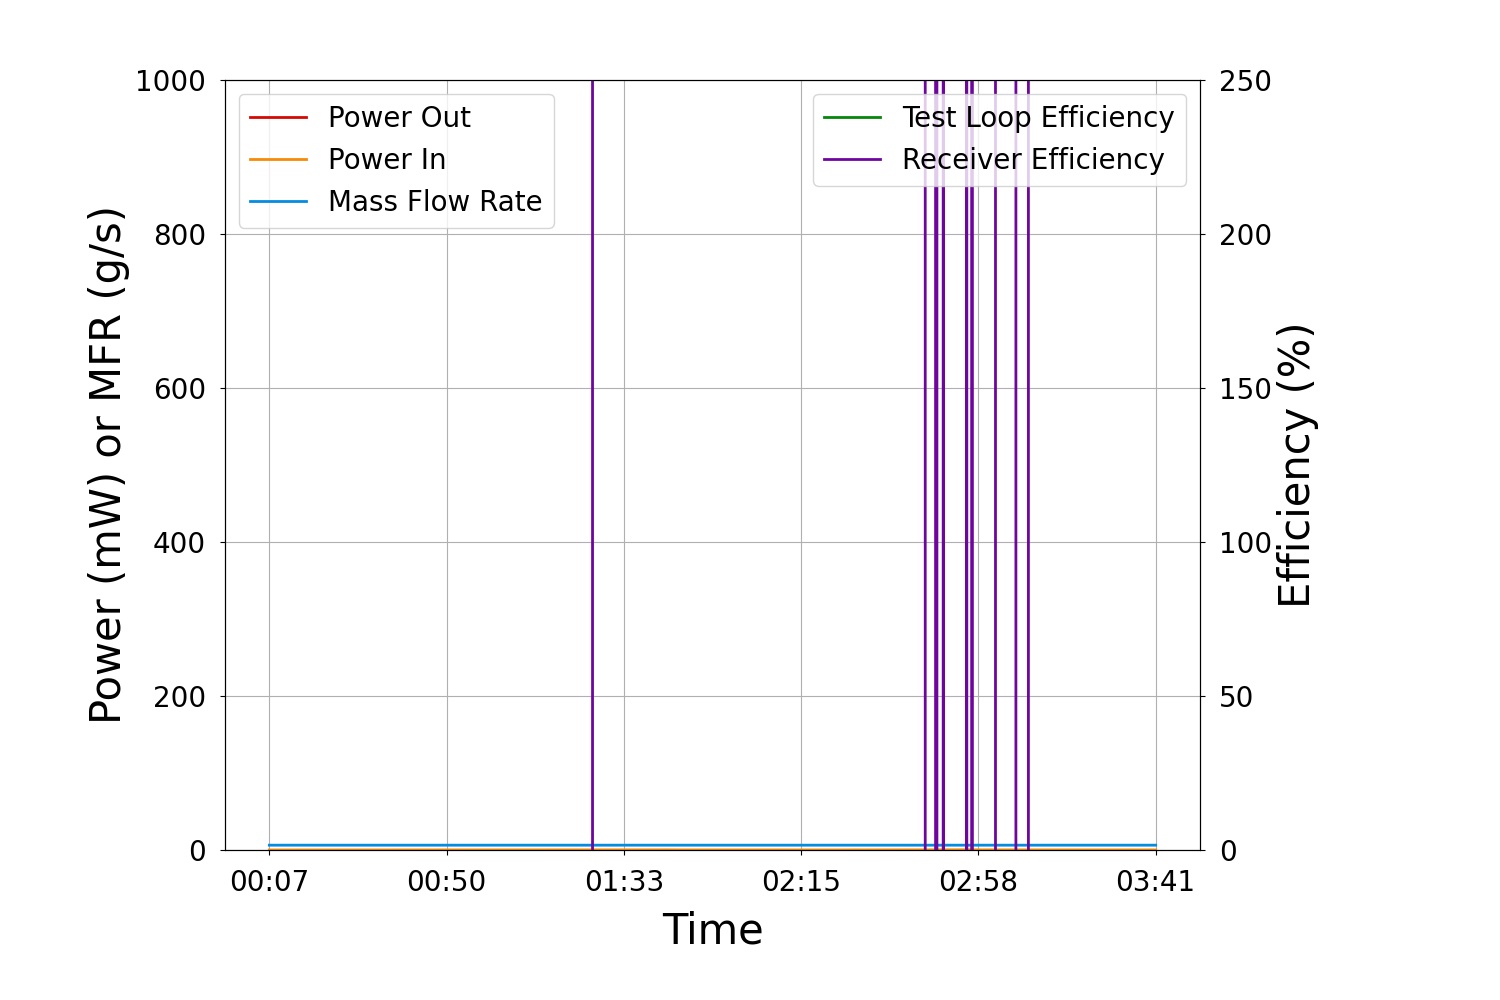 Power (mW) or MFR (g/s)
1000
800
600
400
200
0
Power Out
Power In
Mass Flow Rate
Test Loop Efficiency
Receiver Efficiency
250
200
150
100
50
0
Efficiency (%)
00:07 00:50 01:33 02:15 02:58 03:41
Time